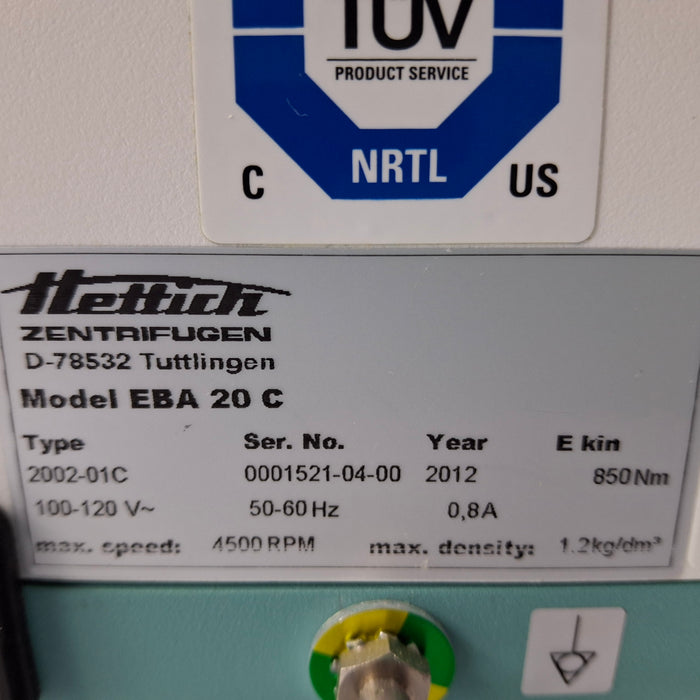 TÜV
PRODUCT SERVICE
C NRTL US
Hettich
ZENTRIFUGEN
D-78532 Tuttlingen
Model EBA 20 C
Type Ser. No. Year E kin
2002-01C 0001521-04-00 2012 850Nm
100-120 V~ 50-60 Hz 0,8A
max. speed: 4500 RPM max. density: 1.2kg/dm³